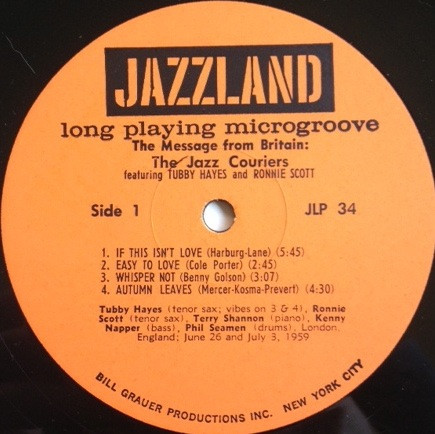 JAZZLAND
long playing microgroove
The Message from Britain:
The Jazz Couriers
featuring TUBBY HAYES and RONNIE SCOTT
Side 1 JLP 34
1. IF THIS ISN'T LOVE (Harburg-Lane) (5:45)
2. EASY TO LOVE (Cole Porter) (2:45)
3. WHISPER NOT (Benny Golson) (3:07)
4. AUTUMN LEAVES (Mercer-Kosma-Prevert) (4:30)
Tubby Hayes (tenor sax; vibes on 3 & 4), Ronnie
Scott (tenor sax), Terry Shannon (piano), Kenny
Napper (bass), Phil Seamen (drums). London,
England; June 26 and July 3, 1959
BILL GRAUER PRODUCTIONS INC. NEW YORK CITY